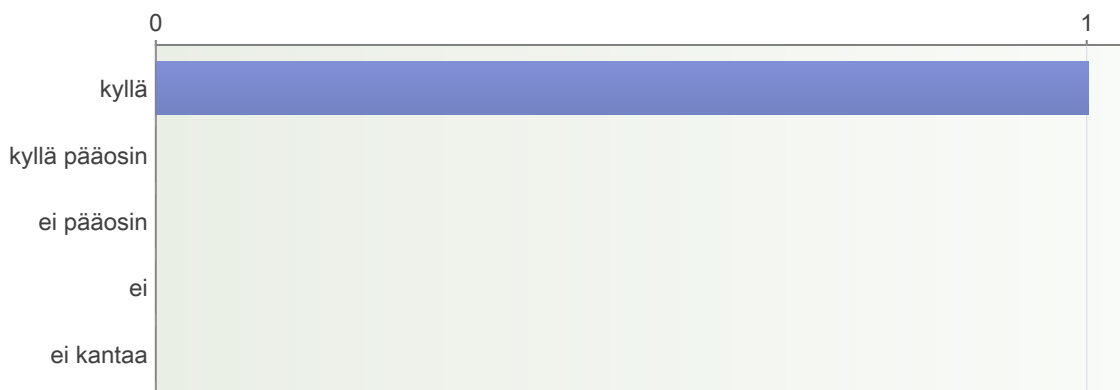 0 1
kyllä
kyllä pääosin
ei pääosin
ei
ei kantaa